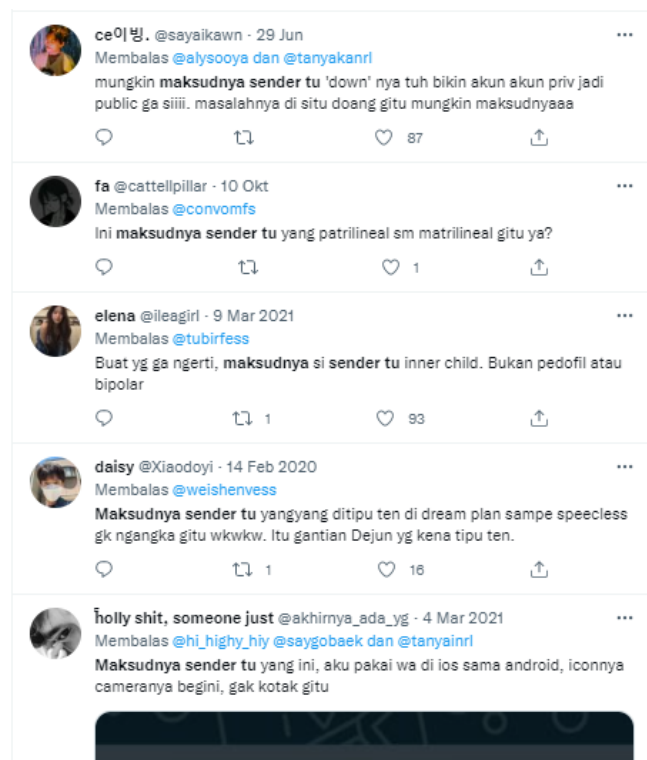 ce이빙. @sayaikawn · 29 Jun
Membalas @alysooya dan @tanyakanrl
mungkin maksudnya sender tu 'down' nya tuh bikin akun akun priv jadi
public ga siiii. masalahnya di situ doang gitu mungkin maksudnyaaa
87
fa @cattellpillar · 10 Okt
Membalas @convomfs
Ini maksudnya sender tu yang patrilineal sm matrilineal gitu ya?
1
elena @ileagirl · 9 Mar 2021
Membalas @tubirfess
Buat yg ga ngerti, maksudnya si sender tu inner child. Bukan pedofil atau
bipolar
1 93
daisy @Xiaodoyi · 14 Feb 2020
Membalas @weishenvess
Maksudnya sender tu yangyang ditipu ten di dream plan sampe speecless
gk ngangka gitu wkwkw. Itu gantian Dejun yg kena tipu ten.
1 16
holly shit, someone just @akhirnya_ada_yg · 4 Mar 2021
Membalas @hi_highy_hiy @saygobaek dan @tanyainrl
Maksudnya sender tu yang ini, aku pakai wa di ios sama android, iconnya
cameranya begini, gak kotak gitu